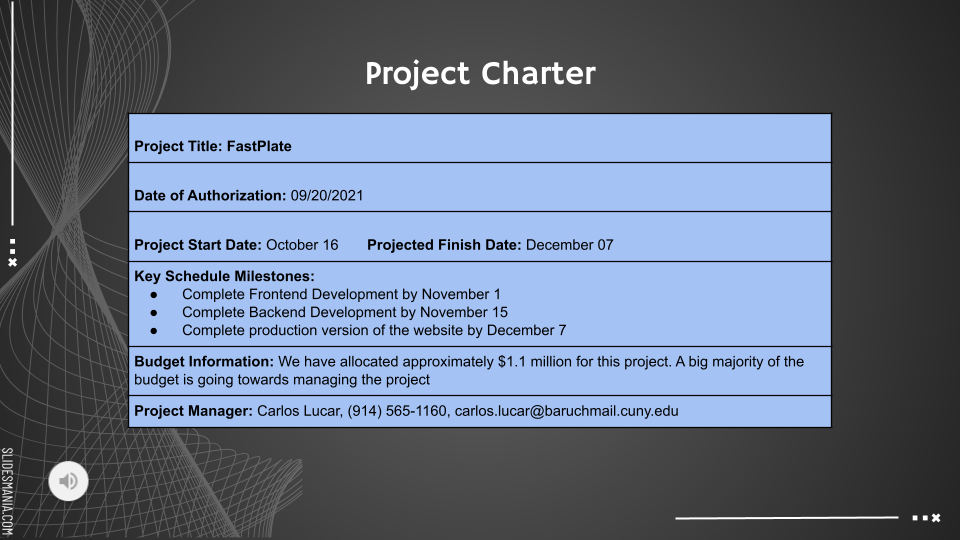 Project Charter
Project Title: FastPlate
Date of Authorization: 09/20/2021
Project Start Date: October 16 Projected Finish Date: December 07
Key Schedule Milestones:
● Complete Frontend Development by November 1
● Complete Backend Development by November 15
● Complete production version of the website by December 7
Budget Information: We have allocated approximately $1.1 million for this project. A big majority of the
budget is going towards managing the project
Project Manager: Carlos Lucar, (914) 565-1160, carlos.lucar@baruchmail.cuny.edu
SLIDESMANIA.COM